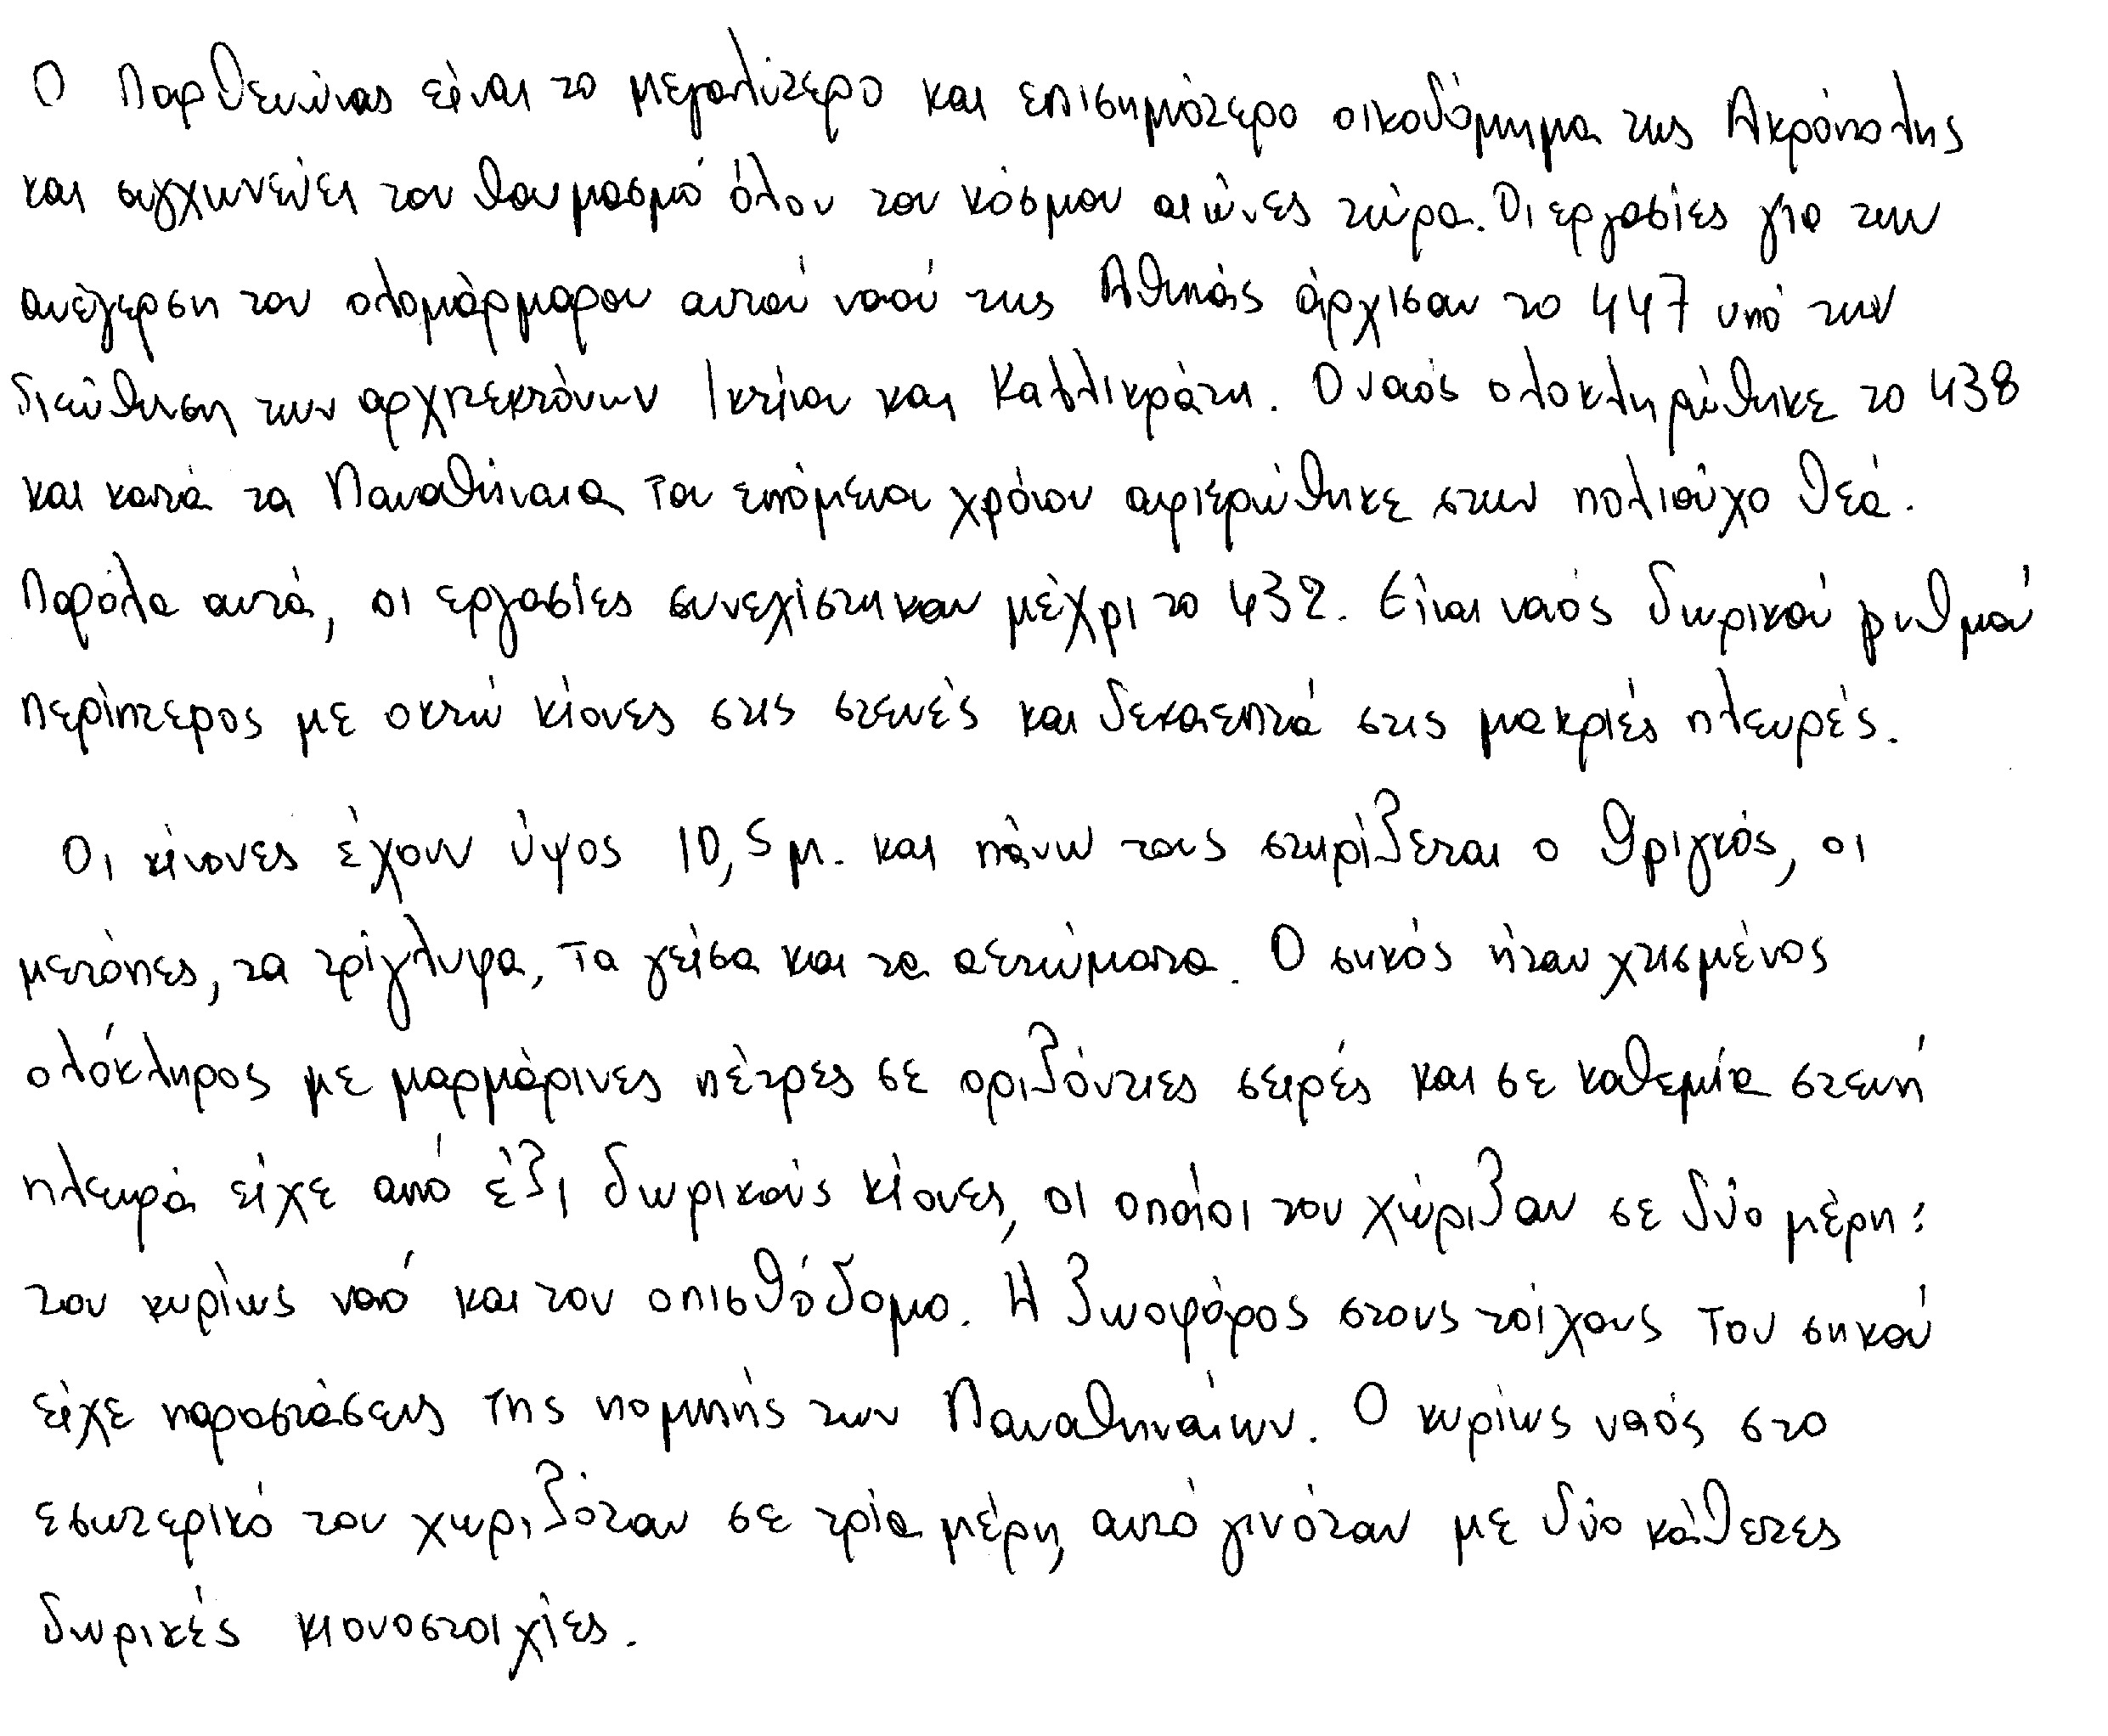 Ο Παρθενώνας είναι το μεγαλύτερο και επισημότερο οικοδόμημα της Ακρόπολης
και συγχωνεύει τον θαυμασμό όλου του κόσμου αιώνες τώρα. Οι εργασίες για την
ανέγερση του ολομάρμαρου αυτού ναού της Αθηνάς άρχισαν το 447 υπό την
διεύθηνση των αρχιτεκτόνων Ικτίνου και Καλλικράτη. Ο ναός ολοκληρώθηκε το 438
και κατά τα Παναθήναια του επόμενου χρόνου αφιερώθηκε στην πολιούχο θεά.
Παρόλα αυτά, οι εργασίες συνεχίστηκαν μέχρι το 432. Είναι ναός δωρικού ρυθμού
περίπτερος με οκτώ κίονες στις στενές και δεκαεπτά στις μακριές πλευρές.
Οι κίονες έχουν ύψος 10,5 μ. και πάνω τους στηρίζεται ο θριγκός, οι
μετόπες, τα τρίγλυφα, τα γείσα και τα αετώματα. Ο σηκός ήταν χτισμένος
ολόκληρος με μαρμάρινες πέτρες σε οριζόντιες σειρές και σε καθεμία στενή
πλευρά είχε από έξι δωρικούς κίονες, οι οποίοι τον χώριζαν σε δύο μέρη:
τον κυρίως ναό και τον οπισθόδομο. Η ζωοφόρος στους τοίχους του σηκού
είχε παραστάσεις της πομπής των Παναθηναίων. Ο κυρίως ναός στο
εσωτερικό του χωριζόταν σε τρία μέρη, αυτό γινόταν με δύο κάθετες
δωρικές κιονοστοιχίες.